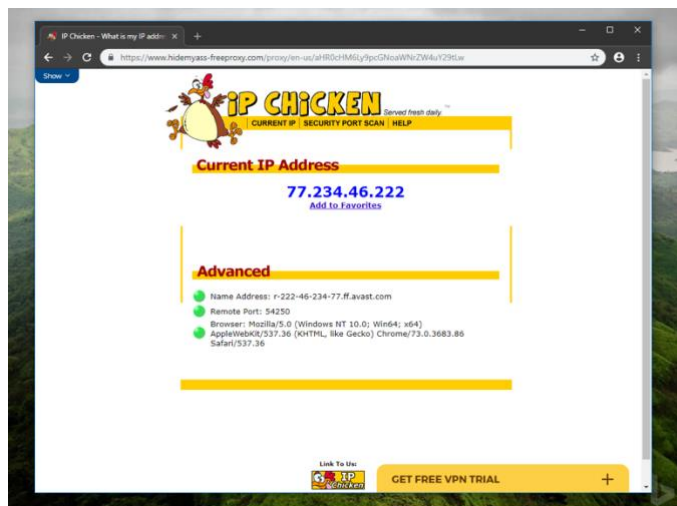 IP Chicken - What is my IP addre
https://www.hidemyass-freeproxy.com/proxy/en-us/
Show
iP CHiCKEN Served fresh daily. ™
CURRENT IP | SECURITY PORT SCAN | HELP
Current IP Address
77.234.46.222
Add to Favorites
Advanced
Name Address: r-222-46-234-77.ff.avast.com
Remote Port: 54250
Browser: Mozilla/5.0 (Windows NT 10.0; Win64; x64)
AppleWebKit/537.36 (KHTML, like Gecko) Chrome/73.0.3683.86
Safari/537.36
Link To Us:
IP
Chicken
GET FREE VPN TRIAL